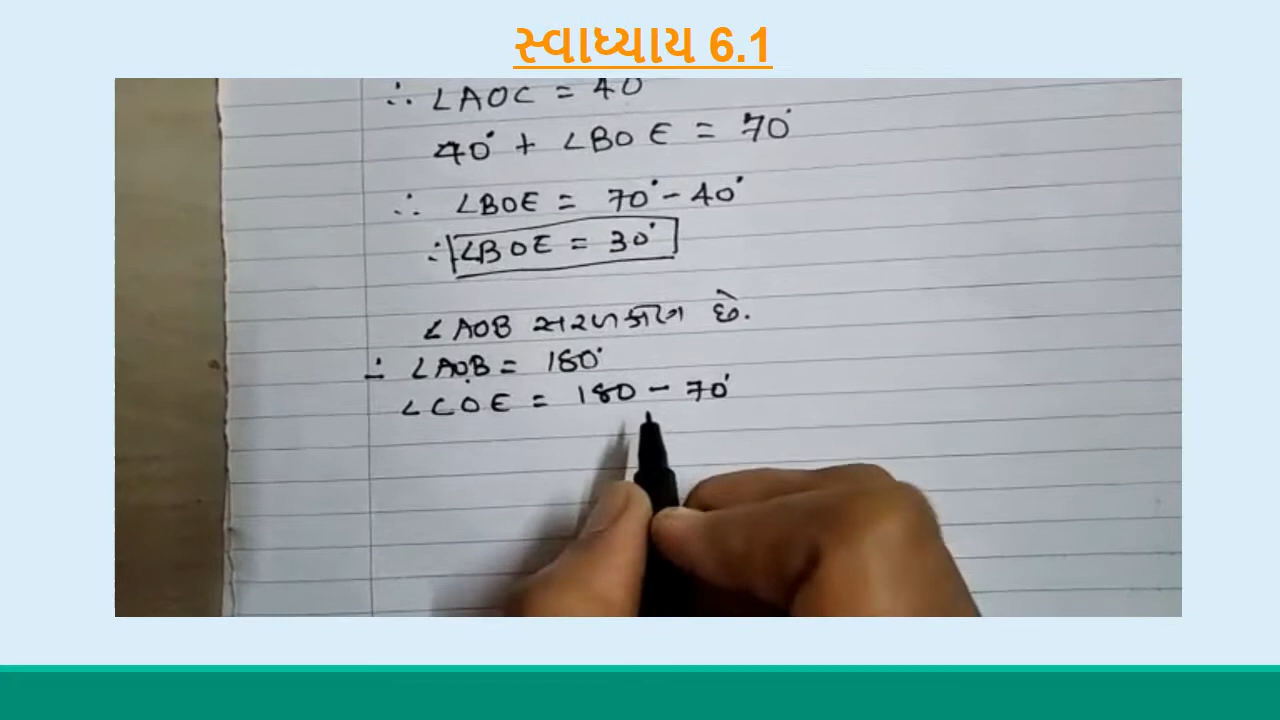 સ્વાધ્યાય 6.1
∴ ∠AOC = 40
40° + ∠BOE = 70°
∴ ∠BOE = 70° - 40°
∴ ∠BOE = 30°
∠AOB સરળકોણ છે.
∴ ∠AOB = 180°
∠COE = 180 - 70°